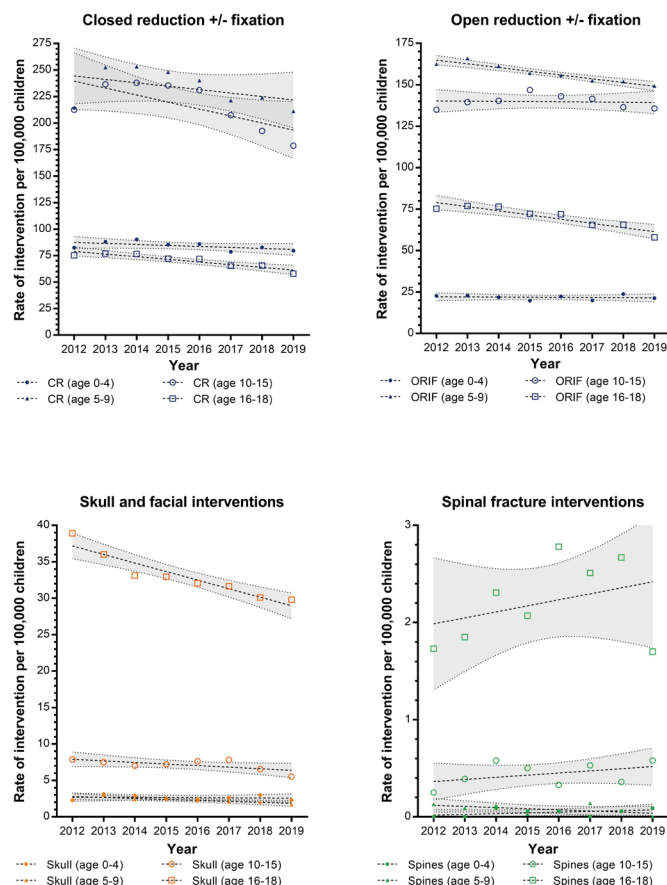 Closed reduction +/- fixation
Rate of intervention per 100,000 children
275
250
225
200
175
150
125
100
75
50
25
0
2012 2013 2014 2015 2016 2017 2018 2019
Year
CR (age 0-4) CR (age 10-15)
CR (age 5-9) CR (age 16-18)
Open reduction +/- fixation
Rate of intervention per 100,000 children
175
150
125
100
75
50
25
0
2012 2013 2014 2015 2016 2017 2018 2019
Year
ORIF (age 0-4) ORIF (age 10-15)
ORIF (age 5-9) ORIF (age 16-18)
Skull and facial interventions
Rate of intervention per 100,000 children
40
35
30
25
20
15
10
5
0
2012 2013 2014 2015 2016 2017 2018 2019
Year
Skull (age 0-4) Skull (age 10-15)
Skull (age 5-9) Skull (age 16-18)
Spinal fracture interventions
Rate of intervention per 100,000 children
3
2
1
0
2012 2013 2014 2015 2016 2017 2018 2019
Year
Spines (age 0-4) Spines (age 10-15)
Spines (age 5-9) Spines (age 16-18)